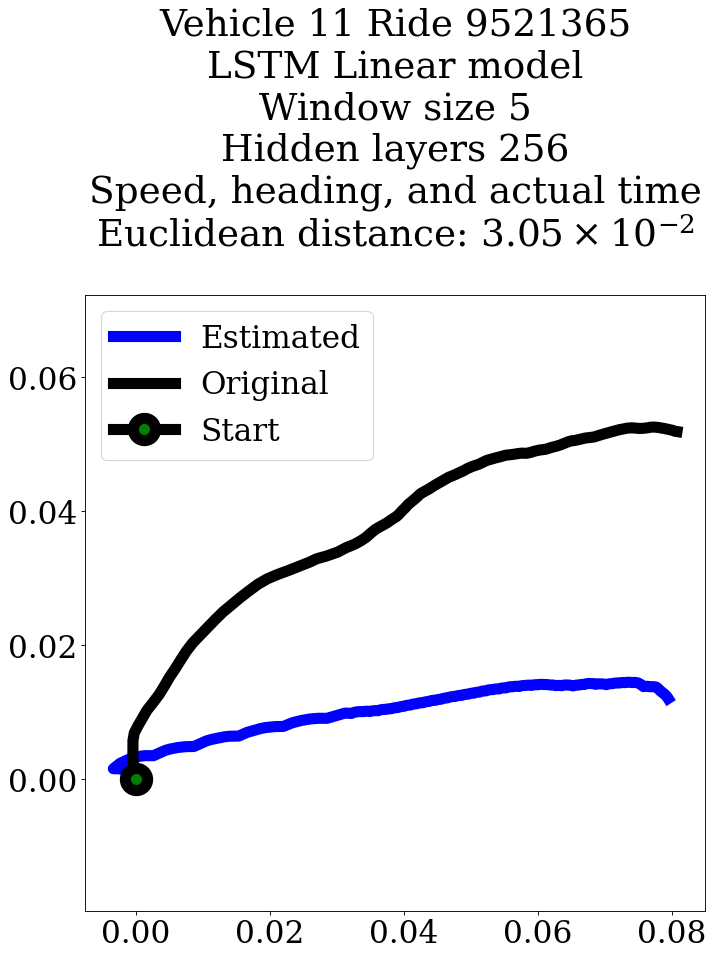 Vehicle 11 Ride 9521365
LSTM Linear model
Window size 5
Hidden layers 256
Speed, heading, and actual time
Euclidean distance: 3.05 × 10⁻²
Estimated
Original
Start
0.06
0.04
0.02
0.00
0.00 0.02 0.04 0.06 0.08